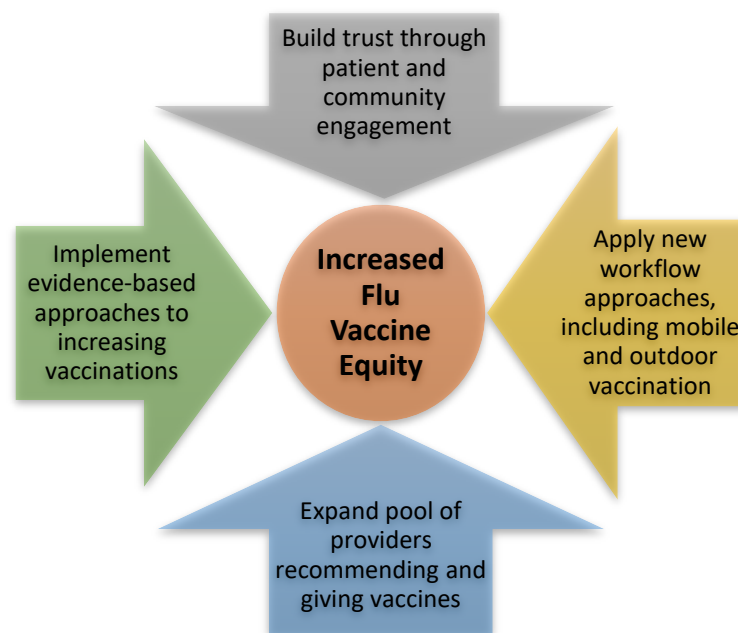 Build trust through
patient and
community
engagement
Implement
evidence-based
approaches to
increasing
vaccinations
Increased
Flu
Vaccine
Equity
Apply new
workflow
approaches,
including mobile
and outdoor
vaccination
Expand pool of
providers
recommending and
giving vaccines